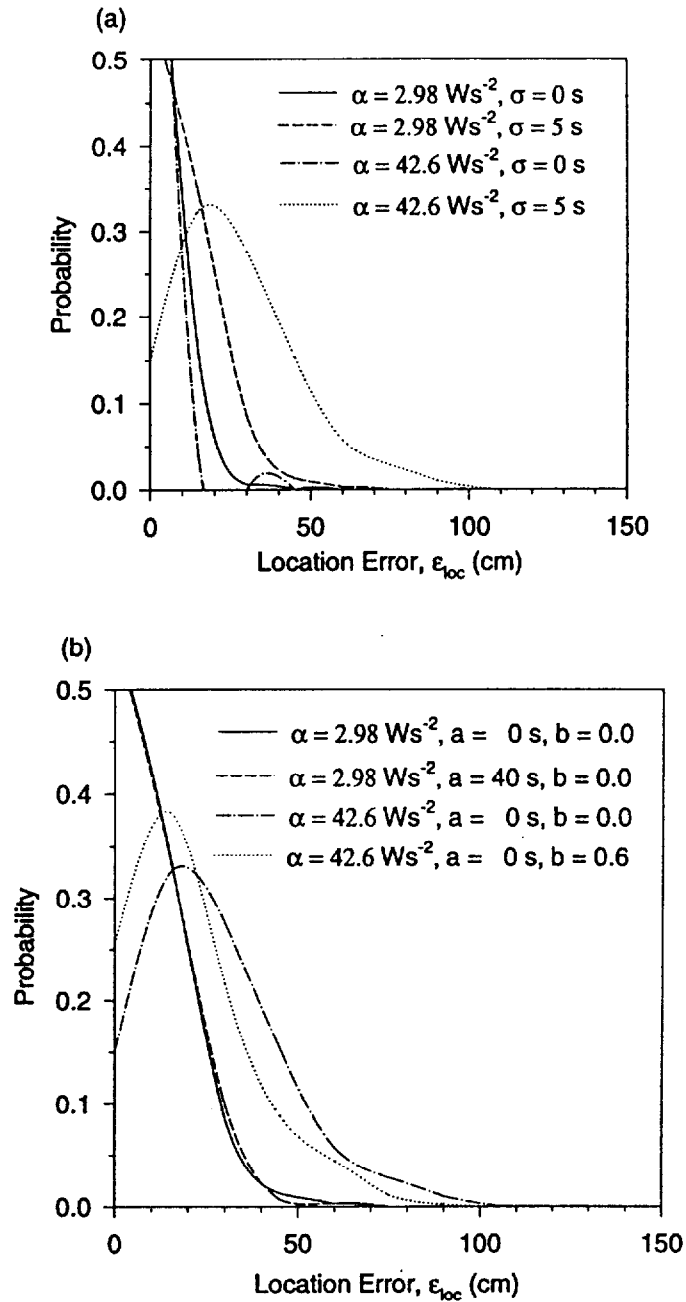 (a)
0.5
0.4
0.3
0.2
0.1
0.0
Probability
α = 2.98 Ws⁻², σ = 0 s
α = 2.98 Ws⁻², σ = 5 s
α = 42.6 Ws⁻², σ = 0 s
α = 42.6 Ws⁻², σ = 5 s
0 50 100 150
Location Error, εloc (cm)
(b)
0.5
0.4
0.3
0.2
0.1
0.0
Probability
α = 2.98 Ws⁻², a = 0 s, b = 0.0
α = 2.98 Ws⁻², a = 40 s, b = 0.0
α = 42.6 Ws⁻², a = 0 s, b = 0.0
α = 42.6 Ws⁻², a = 0s, b = 0.6
0 50 100 150
Location Error, εloc (cm)